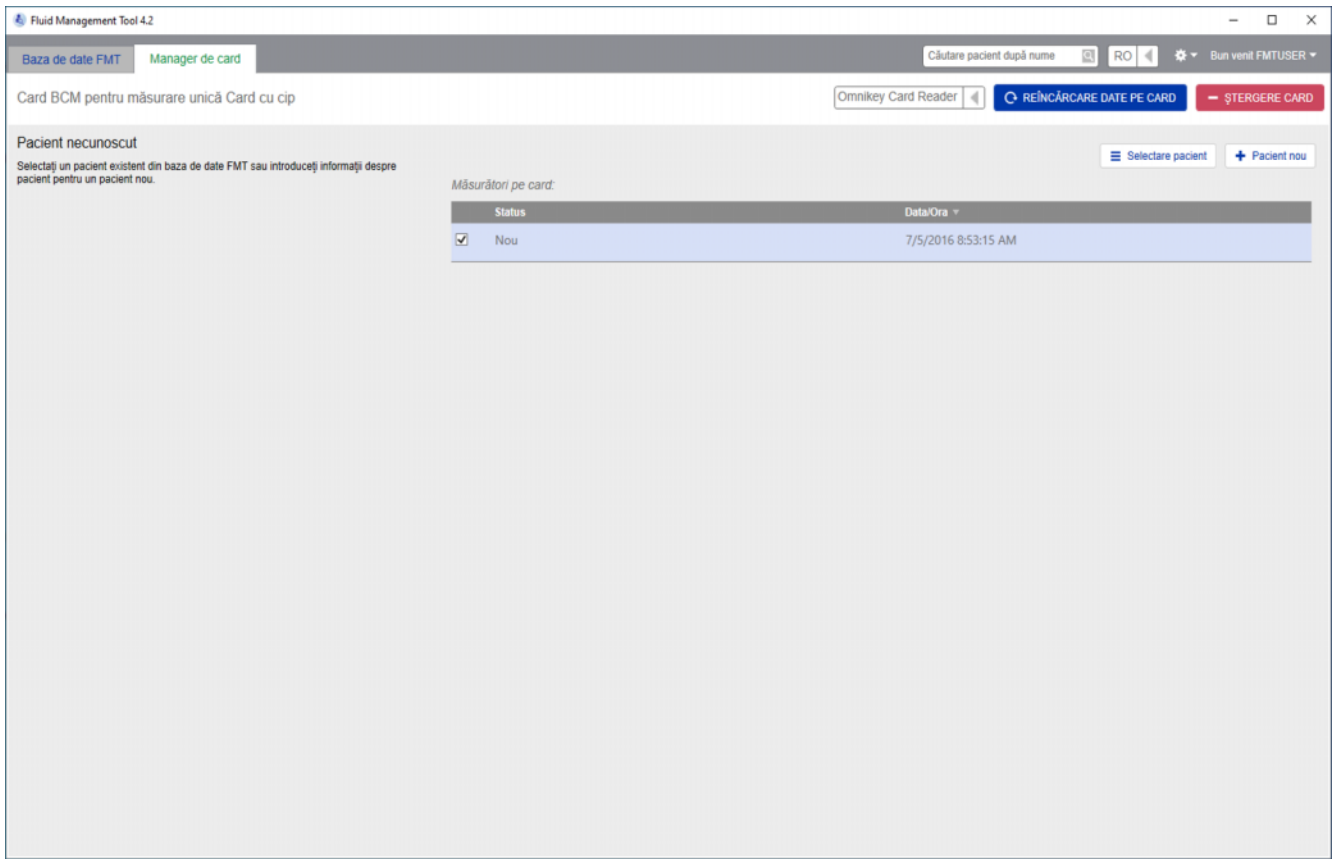 Fluid Management Tool 4.2
Baza de date FMT
Manager de card
Căutare pacient după nume
RO
Bun venit FMTUSER
Card BCM pentru măsurare unică Card cu cip
Omnikey Card Reader
REÎNCĂRCARE DATE PE CARD
ŞTERGERE CARD
Pacient necunoscut
Selectați un pacient existent din baza de date FMT sau introduceți informații despre
pacient pentru un pacient nou.
Selectare pacient
Pacient nou
Măsurători pe card:
Status
Data/Ora
Nou
7/5/2016 8:53:15 AM